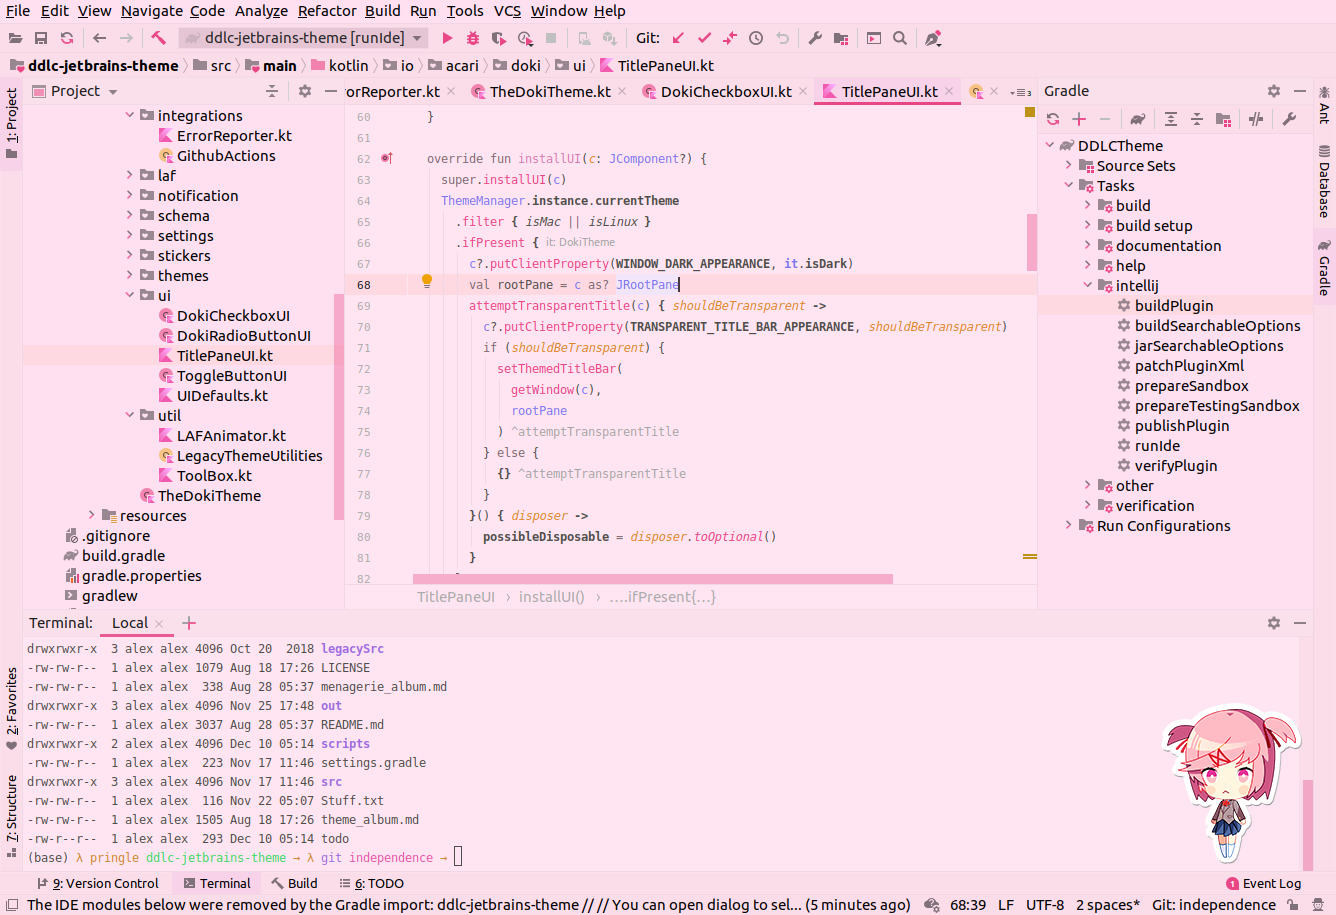 File Edit View Navigate Code Analyze Refactor Build Run Tools VCS Window Help
ddlc-jetbrains-theme [runIde] Git:
ddlc-jetbrains-theme src main kotlin io acari doki ui TitlePaneUI.kt
1: Project
Project
integrations
ErrorReporter.kt
GithubActions
laf
notification
schema
settings
stickers
themes
ui
DokiCheckboxUI
DokiRadioButtonUI
TitlePaneUI.kt
ToggleButtonUI
UIDefaults.kt
util
LAFAnimator.kt
LegacyThemeUtilities
ToolBox.kt
TheDokiTheme
resources
.gitignore
build.gradle
gradle.properties
gradlew
orReporter.kt TheDokiTheme.kt DokiCheckboxUI.kt TitlePaneUI.kt 3
60 }
61
62 override fun installUI(c: JComponent?) {
63 super.installUI(c)
64 ThemeManager.instance.currentTheme
65 .filter { isMac || isLinux }
66 .ifPresent { it: DokiTheme
67 c?.putClientProperty(WINDOW_DARK_APPEARANCE, it.isDark)
68 val rootPane = c as? JRootPane
69 attemptTransparentTitle(c) { shouldBeTransparent ->
70 c?.putClientProperty(TRANSPARENT_TITLE_BAR_APPEARANCE, shouldBeTransparent)
71 if (shouldBeTransparent) {
72 setThemedTitleBar(
73 getWindow(c),
74 rootPane
75 ) ^attemptTransparentTitle
76 } else {
77 {} ^attemptTransparentTitle
78 }
79 }() { disposer ->
80 possibleDisposable = disposer.toOptional()
81 }
82
TitlePaneUI › installUI() › ....ifPresent{...}
Gradle
DDLCTheme
Source Sets
Tasks
build
build setup
documentation
help
intellij
buildPlugin
buildSearchableOptions
jarSearchableOptions
patchPluginXml
prepareSandbox
prepareTestingSandbox
publishPlugin
runIde
verifyPlugin
other
verification
Run Configurations
Ant
Database
Gradle
2: Favorites
7: Structure
Terminal: Local
drwxrwxr-x 3 alex alex 4096 Oct 20 2018 legacySrc
-rw-rw-r-- 1 alex alex 1079 Aug 18 17:26 LICENSE
-rw-rw-r-- 1 alex alex 338 Aug 28 05:37 menagerie_album.md
drwxrwxr-x 3 alex alex 4096 Nov 25 17:48 out
-rw-rw-r-- 1 alex alex 3037 Aug 28 05:37 README.md
drwxrwxr-x 2 alex alex 4096 Dec 10 05:14 scripts
-rw-rw-r-- 1 alex alex 223 Nov 17 11:46 settings.gradle
drwxrwxr-x 3 alex alex 4096 Nov 17 11:46 src
-rw-rw-r-- 1 alex alex 116 Nov 22 05:07 Stuff.txt
-rw-rw-r-- 1 alex alex 1505 Aug 18 17:26 theme_album.md
-rw-r--r-- 1 alex alex 293 Dec 10 05:14 todo
(base) λ pringle ddlc-jetbrains-theme → λ git independence →
9: Version Control Terminal Build 6: TODO 1 Event Log
The IDE modules below were removed by the Gradle import: ddlc-jetbrains-theme // // You can open dialog to sel... (5 minutes ago) 68:39 LF UTF-8 2 spaces* Git: independence